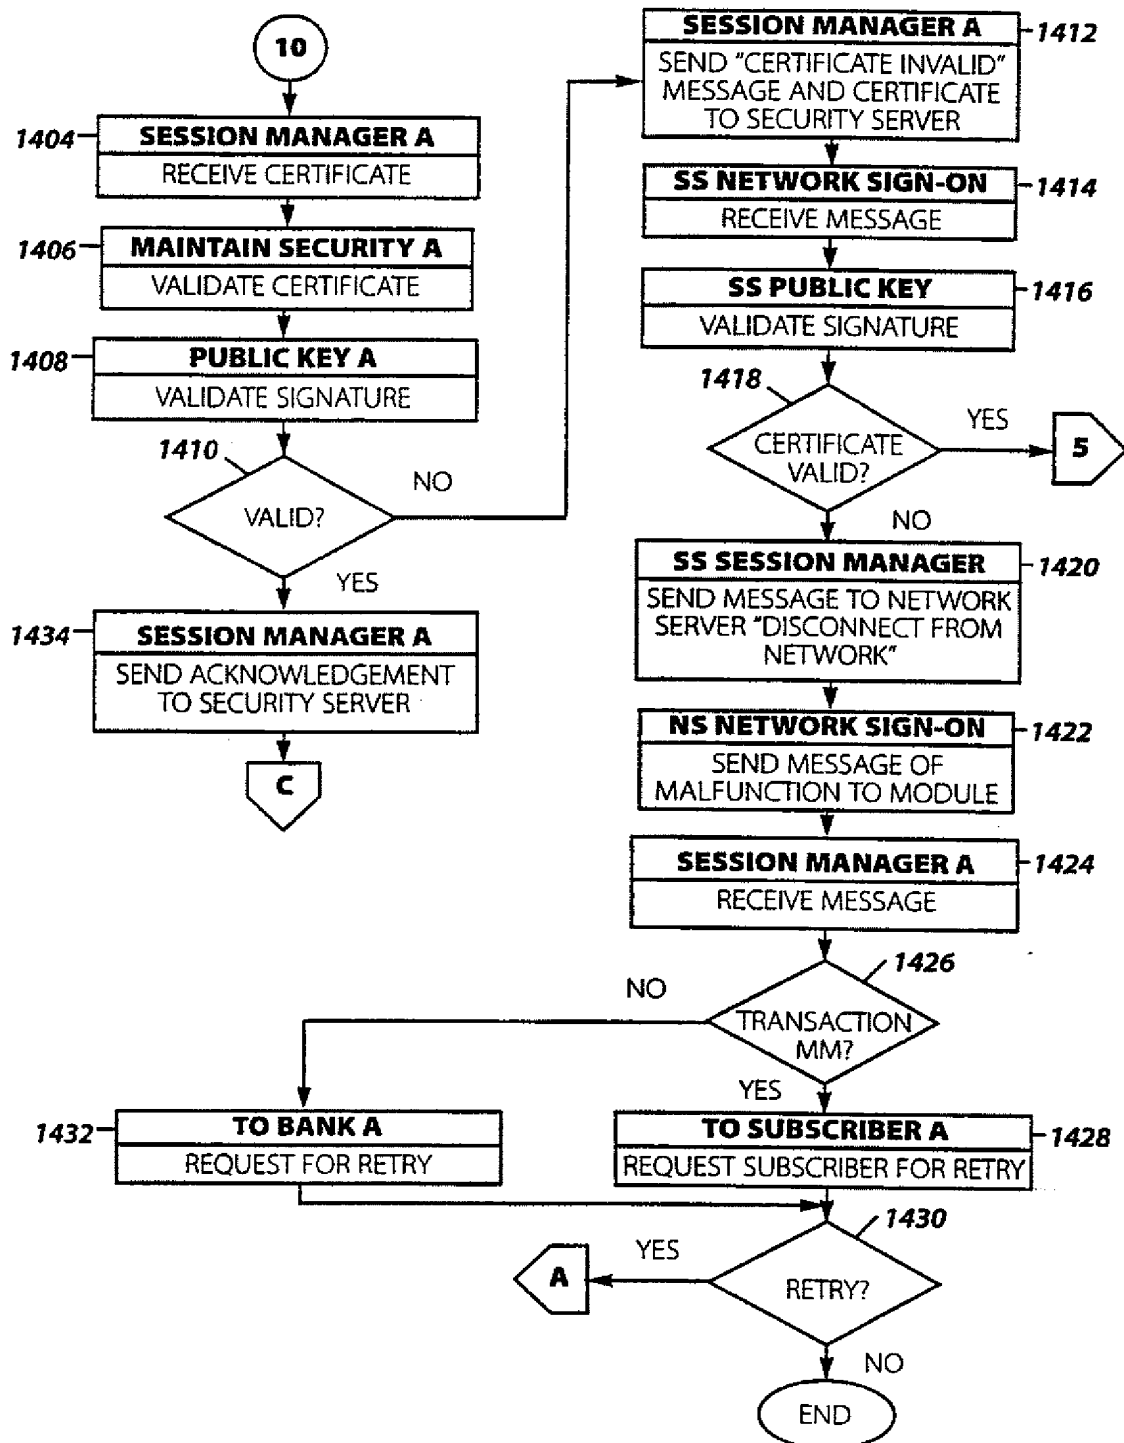 10
1404
SESSION MANAGER A
RECEIVE CERTIFICATE
1406
MAINTAIN SECURITY A
VALIDATE CERTIFICATE
1408
PUBLIC KEY A
VALIDATE SIGNATURE
1410
VALID?
NO
YES
1434
SESSION MANAGER A
SEND ACKNOWLEDGEMENT
TO SECURITY SERVER
C
SESSION MANAGER A
1412
SEND "CERTIFICATE INVALID"
MESSAGE AND CERTIFICATE
TO SECURITY SERVER
SS NETWORK SIGN-ON
1414
RECEIVE MESSAGE
SS PUBLIC KEY
1416
VALIDATE SIGNATURE
1418
CERTIFICATE
VALID?
YES
5
NO
SS SESSION MANAGER
1420
SEND MESSAGE TO NETWORK
SERVER "DISCONNECT FROM
NETWORK"
NS NETWORK SIGN-ON
1422
SEND MESSAGE OF
MALFUNCTION TO MODULE
SESSION MANAGER A
1424
RECEIVE MESSAGE
1426
NO
TRANSACTION
MM?
YES
1432
TO BANK A
REQUEST FOR RETRY
TO SUBSCRIBER A
1428
REQUEST SUBSCRIBER FOR RETRY
1430
YES
A
RETRY?
NO
END